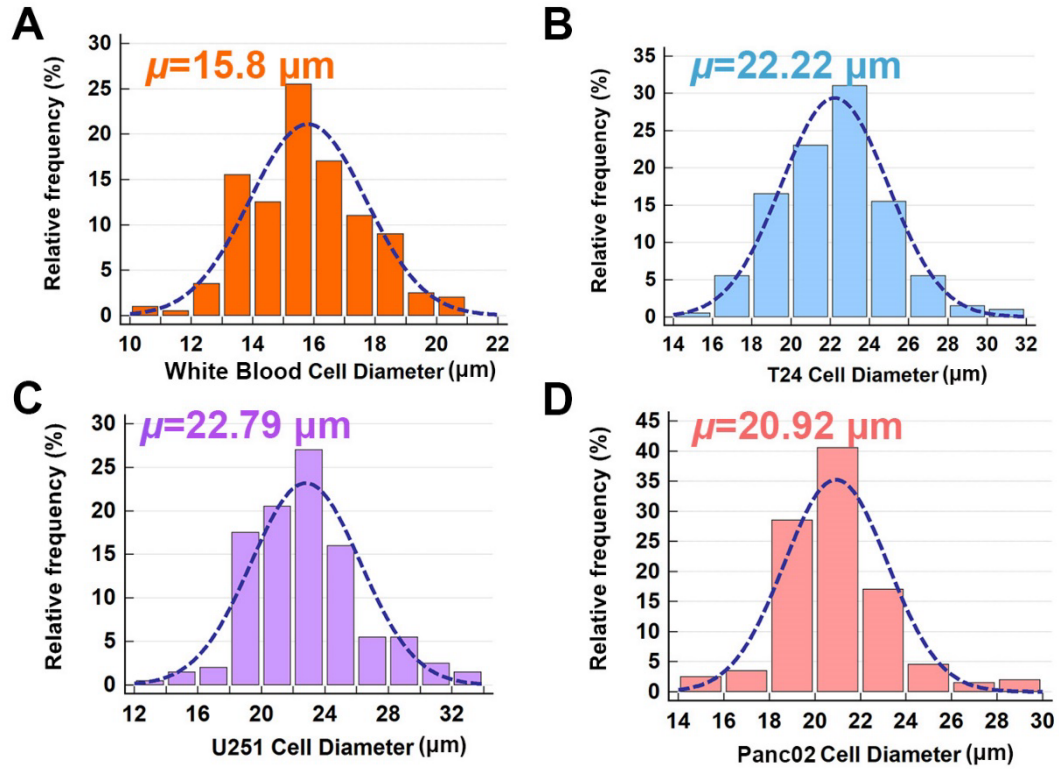 A
μ=15.8 μm
Relative frequency (%)
30
25
20
15
10
5
0
10 12 14 16 18 20 22
White Blood Cell Diameter (μm)
B
μ=22.22 μm
Relative frequency (%)
35
30
25
20
15
10
5
0
14 16 18 20 22 24 26 28 30 32
T24 Cell Diameter (μm)
C
μ=22.79 μm
Relative frequency (%)
30
25
20
15
10
5
0
12 16 20 24 28 32
U251 Cell Diameter (μm)
D
μ=20.92 μm
Relative frequency (%)
45
40
35
30
25
20
15
10
5
0
14 16 18 20 22 24 26 28 30
Panc02 Cell Diameter (μm)